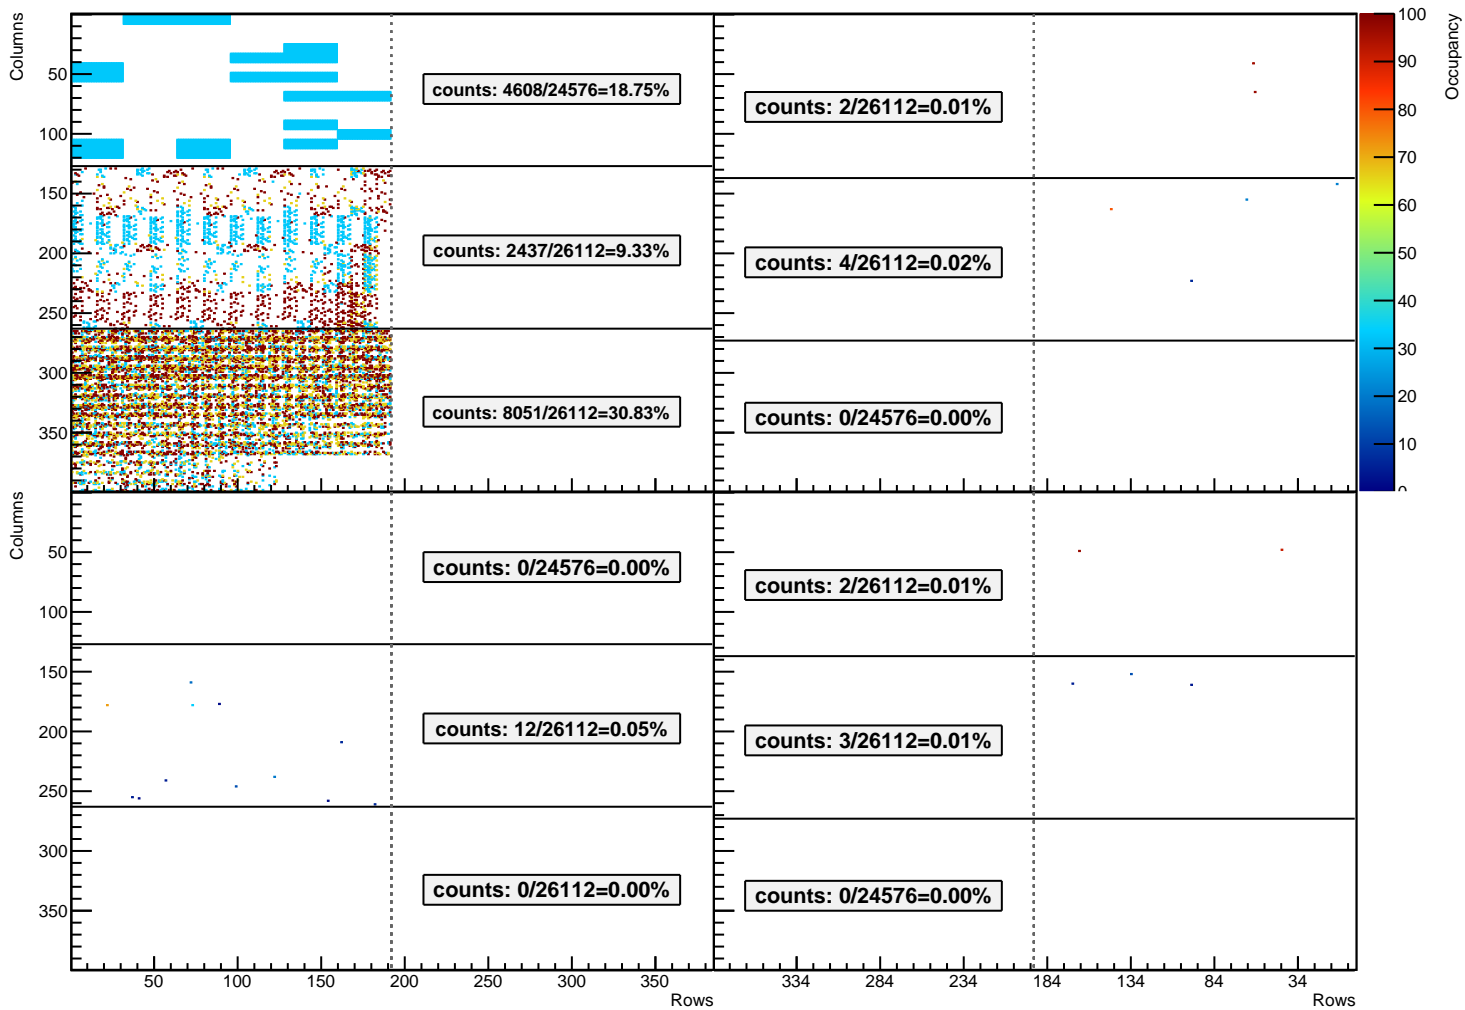 Columns
50
100
150
200
250
300
350
counts: 4608/24576=18.75%
counts: 2437/26112=9.33%
counts: 8051/26112=30.83%
counts: 2/26112=0.01%
counts: 4/26112=0.02%
counts: 0/24576=0.00%
100
90
80
70
60
50
40
30
20
10
0
Occupancy
Columns
50
100
150
200
250
300
350
counts: 0/24576=0.00%
counts: 12/26112=0.05%
counts: 0/26112=0.00%
counts: 2/26112=0.01%
counts: 3/26112=0.01%
counts: 0/24576=0.00%
50 100 150 200 250 300 350
Rows
334 284 234 184 134 84 34
Rows